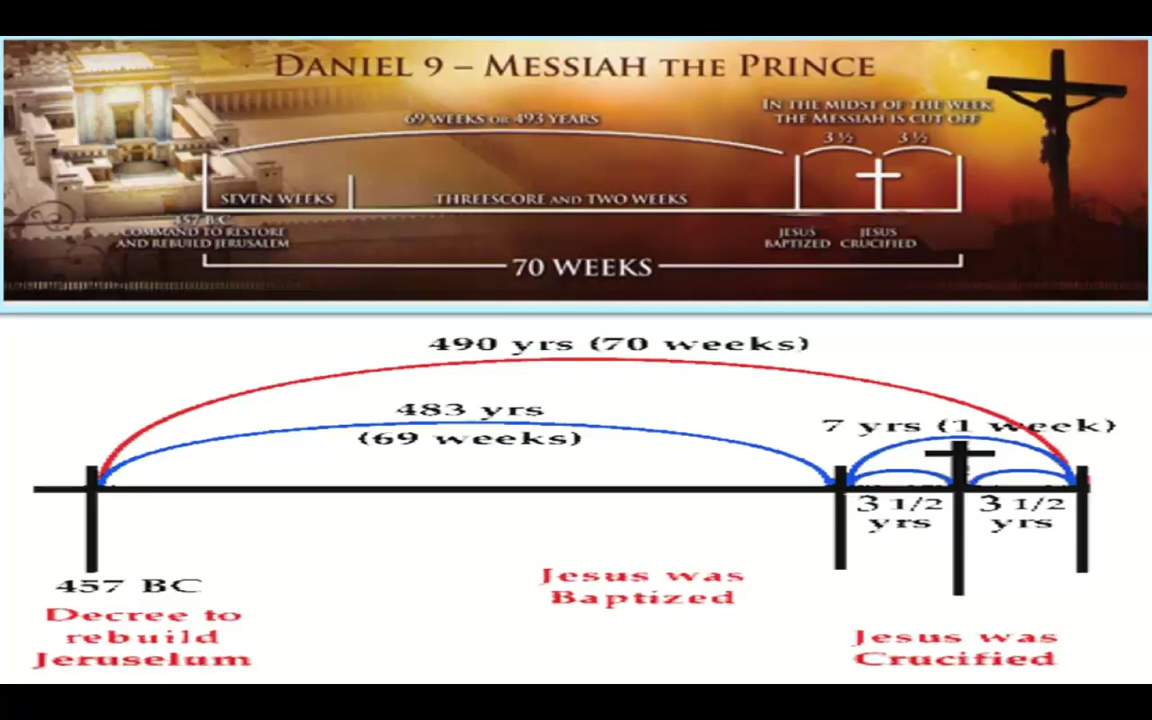 DANIEL 9 – MESSIAH THE PRINCE
IN THE MIDST OF THE WEEK
THE MESSIAH IS CUT OFF
69 WEEKS OR 493 YEARS
3 ½ 3 ½
SEVEN WEEKS THREESCORE AND TWO WEEKS
457 B.C.
COMMAND TO RESTORE
AND REBUILD JERUSALEM
JESUS
BAPTIZED
JESUS
CRUCIFIED
70 WEEKS
490 yrs (70 weeks)
483 yrs
(69 weeks)
7 yrs (1 week)
3 1/2
yrs
3 1/2
yrs
457 BC
Decree to
rebuild
Jeruselum
Jesus was
Baptized
Jesus was
Crucified